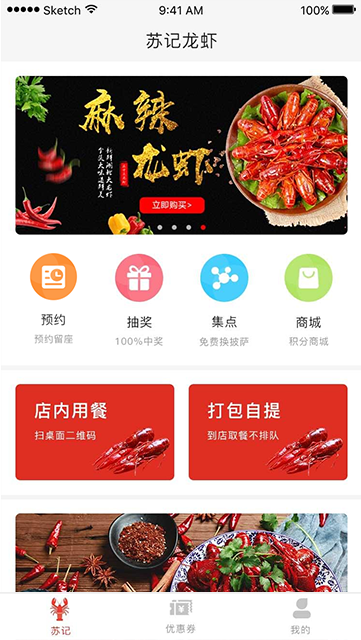 Sketch
9:41 AM
100%
苏记龙虾
麻辣
龙虾
立即购买>
预约
抽奖
集点
商城
预约留座
100%中奖
免费换披萨
积分商城
店内用餐
打包自提
扫桌面二维码
到店取餐不排队
苏记
优惠券
我的